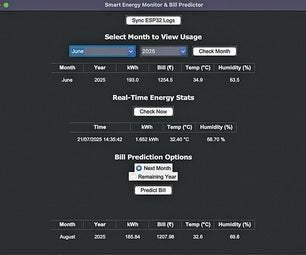 Smart Energy Monitor & Bill Predictor
Sync ESP32 Logs
Select Month to View Usage
June 2025 Check Month
Month Year kWh Bill (₹) Temp (°C) Humidity (%)
June 2025 193.0 1254.5 34.9 63.5
Real-Time Energy Stats
Check Now
Time kWh Temp (°C) Humidity (%)
21/07/2025 14:35:42 1.652 kWh 32.40 °C 68.70 %
Bill Prediction Options
Next Month
Remaining Year
Predict Bill
Month Year kWh Bill (₹) Temp (°C) Humidity (%)
August 2025 185.84 1207.98 32.6 69.8